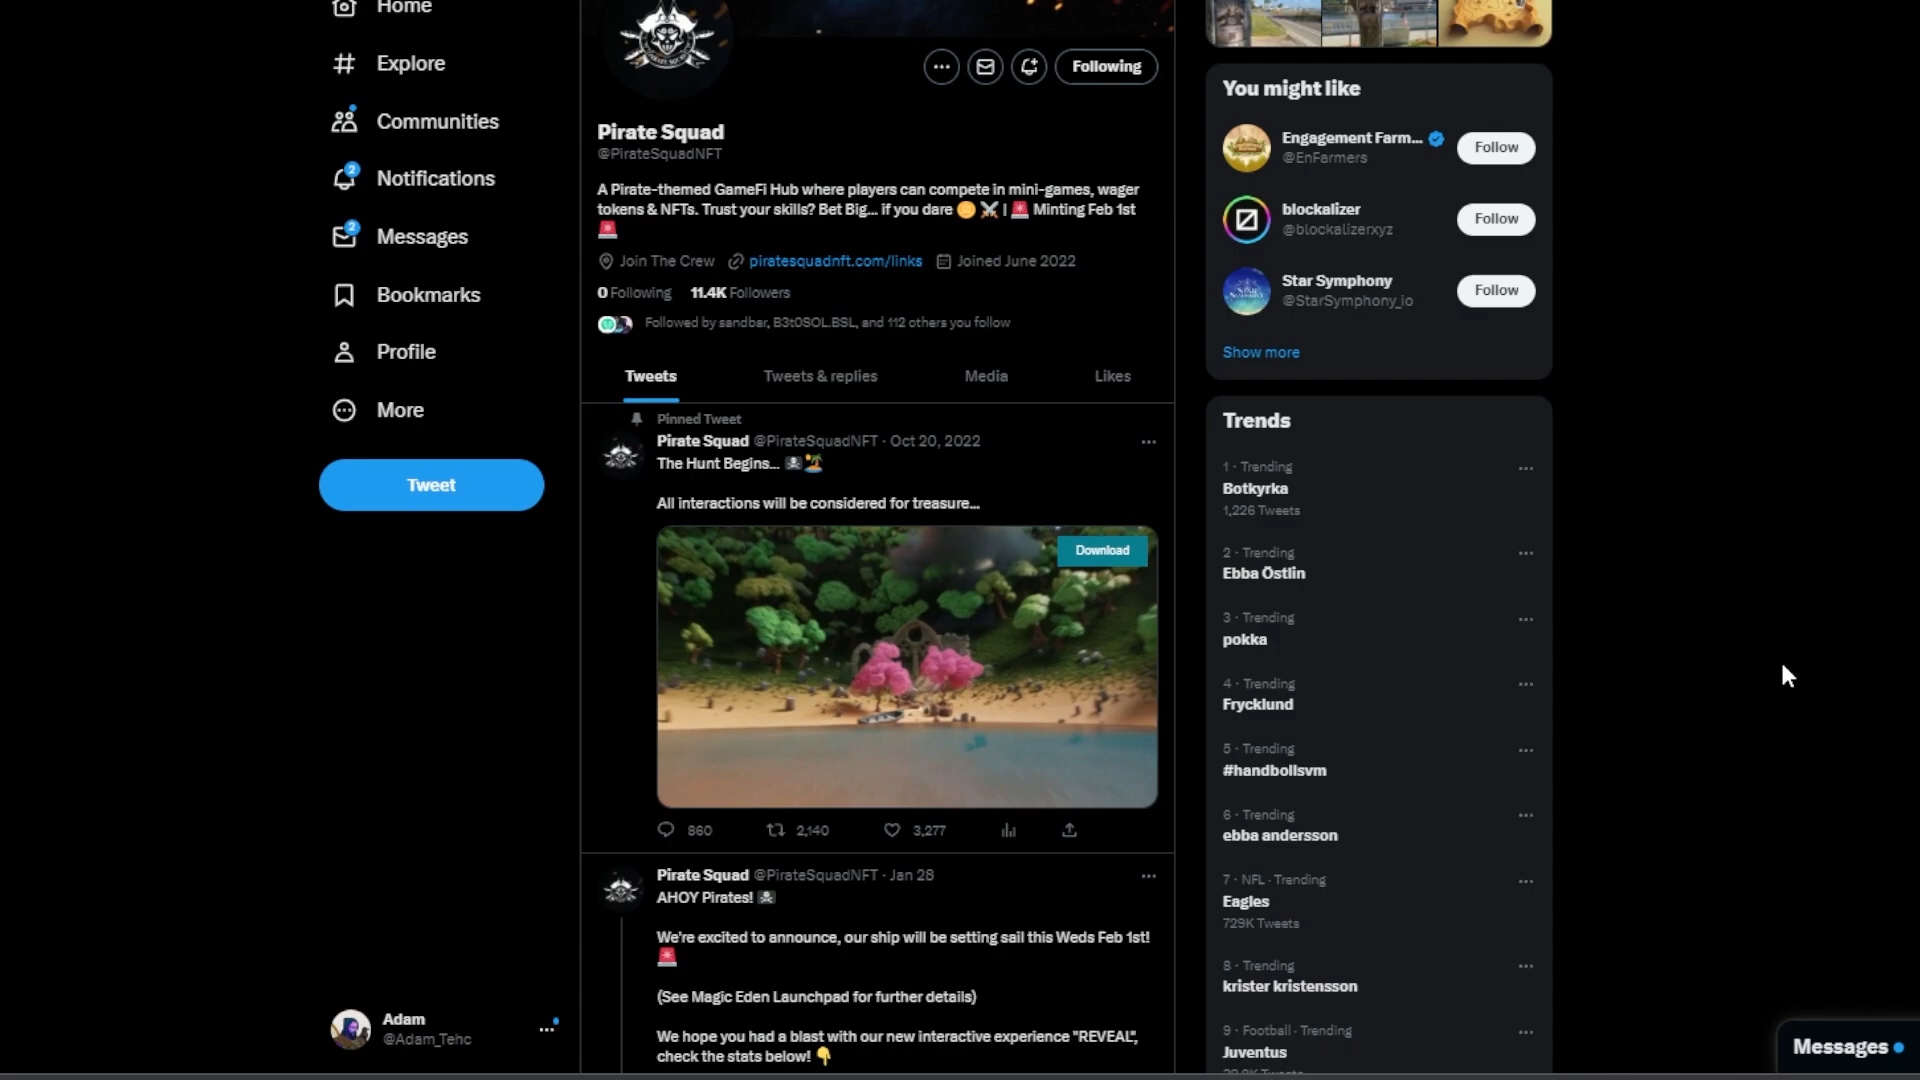 Home
Explore
Communities
2
Notifications
2
Messages
Bookmarks
Profile
More
Tweet
Adam
@Adam_Tehc
PIRATE SQUAD
Following
Pirate Squad
@PirateSquadNFT
A Pirate-themed GameFi Hub where players can compete in mini-games, wager
tokens & NFTs. Trust your skills? Bet Big... if you dare 🪙 ⚔️ | 🚨 Minting Feb 1st
🚨
Join The Crew piratesquadnft.com/links Joined June 2022
0 Following 11.4K Followers
Followed by sandbar, B3t0SOL.BSL, and 112 others you follow
Tweets Tweets & replies Media Likes
Pinned Tweet
Pirate Squad @PirateSquadNFT · Oct 20, 2022
The Hunt Begins... 🏴‍☠️🏝️
All interactions will be considered for treasure...
Download
860 2,140 3,277
Pirate Squad @PirateSquadNFT · Jan 28
AHOY Pirates! 🏴‍☠️
We're excited to announce, our ship will be setting sail this Weds Feb 1st!
🚨
(See Magic Eden Launchpad for further details)
We hope you had a blast with our new interactive experience "REVEAL",
check the stats below! 👇
You might like
Engagement Farm...
@EnFarmers
Follow
blockalizer
@blockalizerxyz
Follow
Star Symphony
@StarSymphony_io
Follow
Show more
Trends
1 · Trending
Botkyrka
1,226 Tweets
2 · Trending
Ebba Östlin
3 · Trending
pokka
4 · Trending
Frycklund
5 · Trending
#handbollsvm
6 · Trending
ebba andersson
7 · NFL · Trending
Eagles
729K Tweets
8 · Trending
krister kristensson
9 · Football · Trending
Juventus
Messages